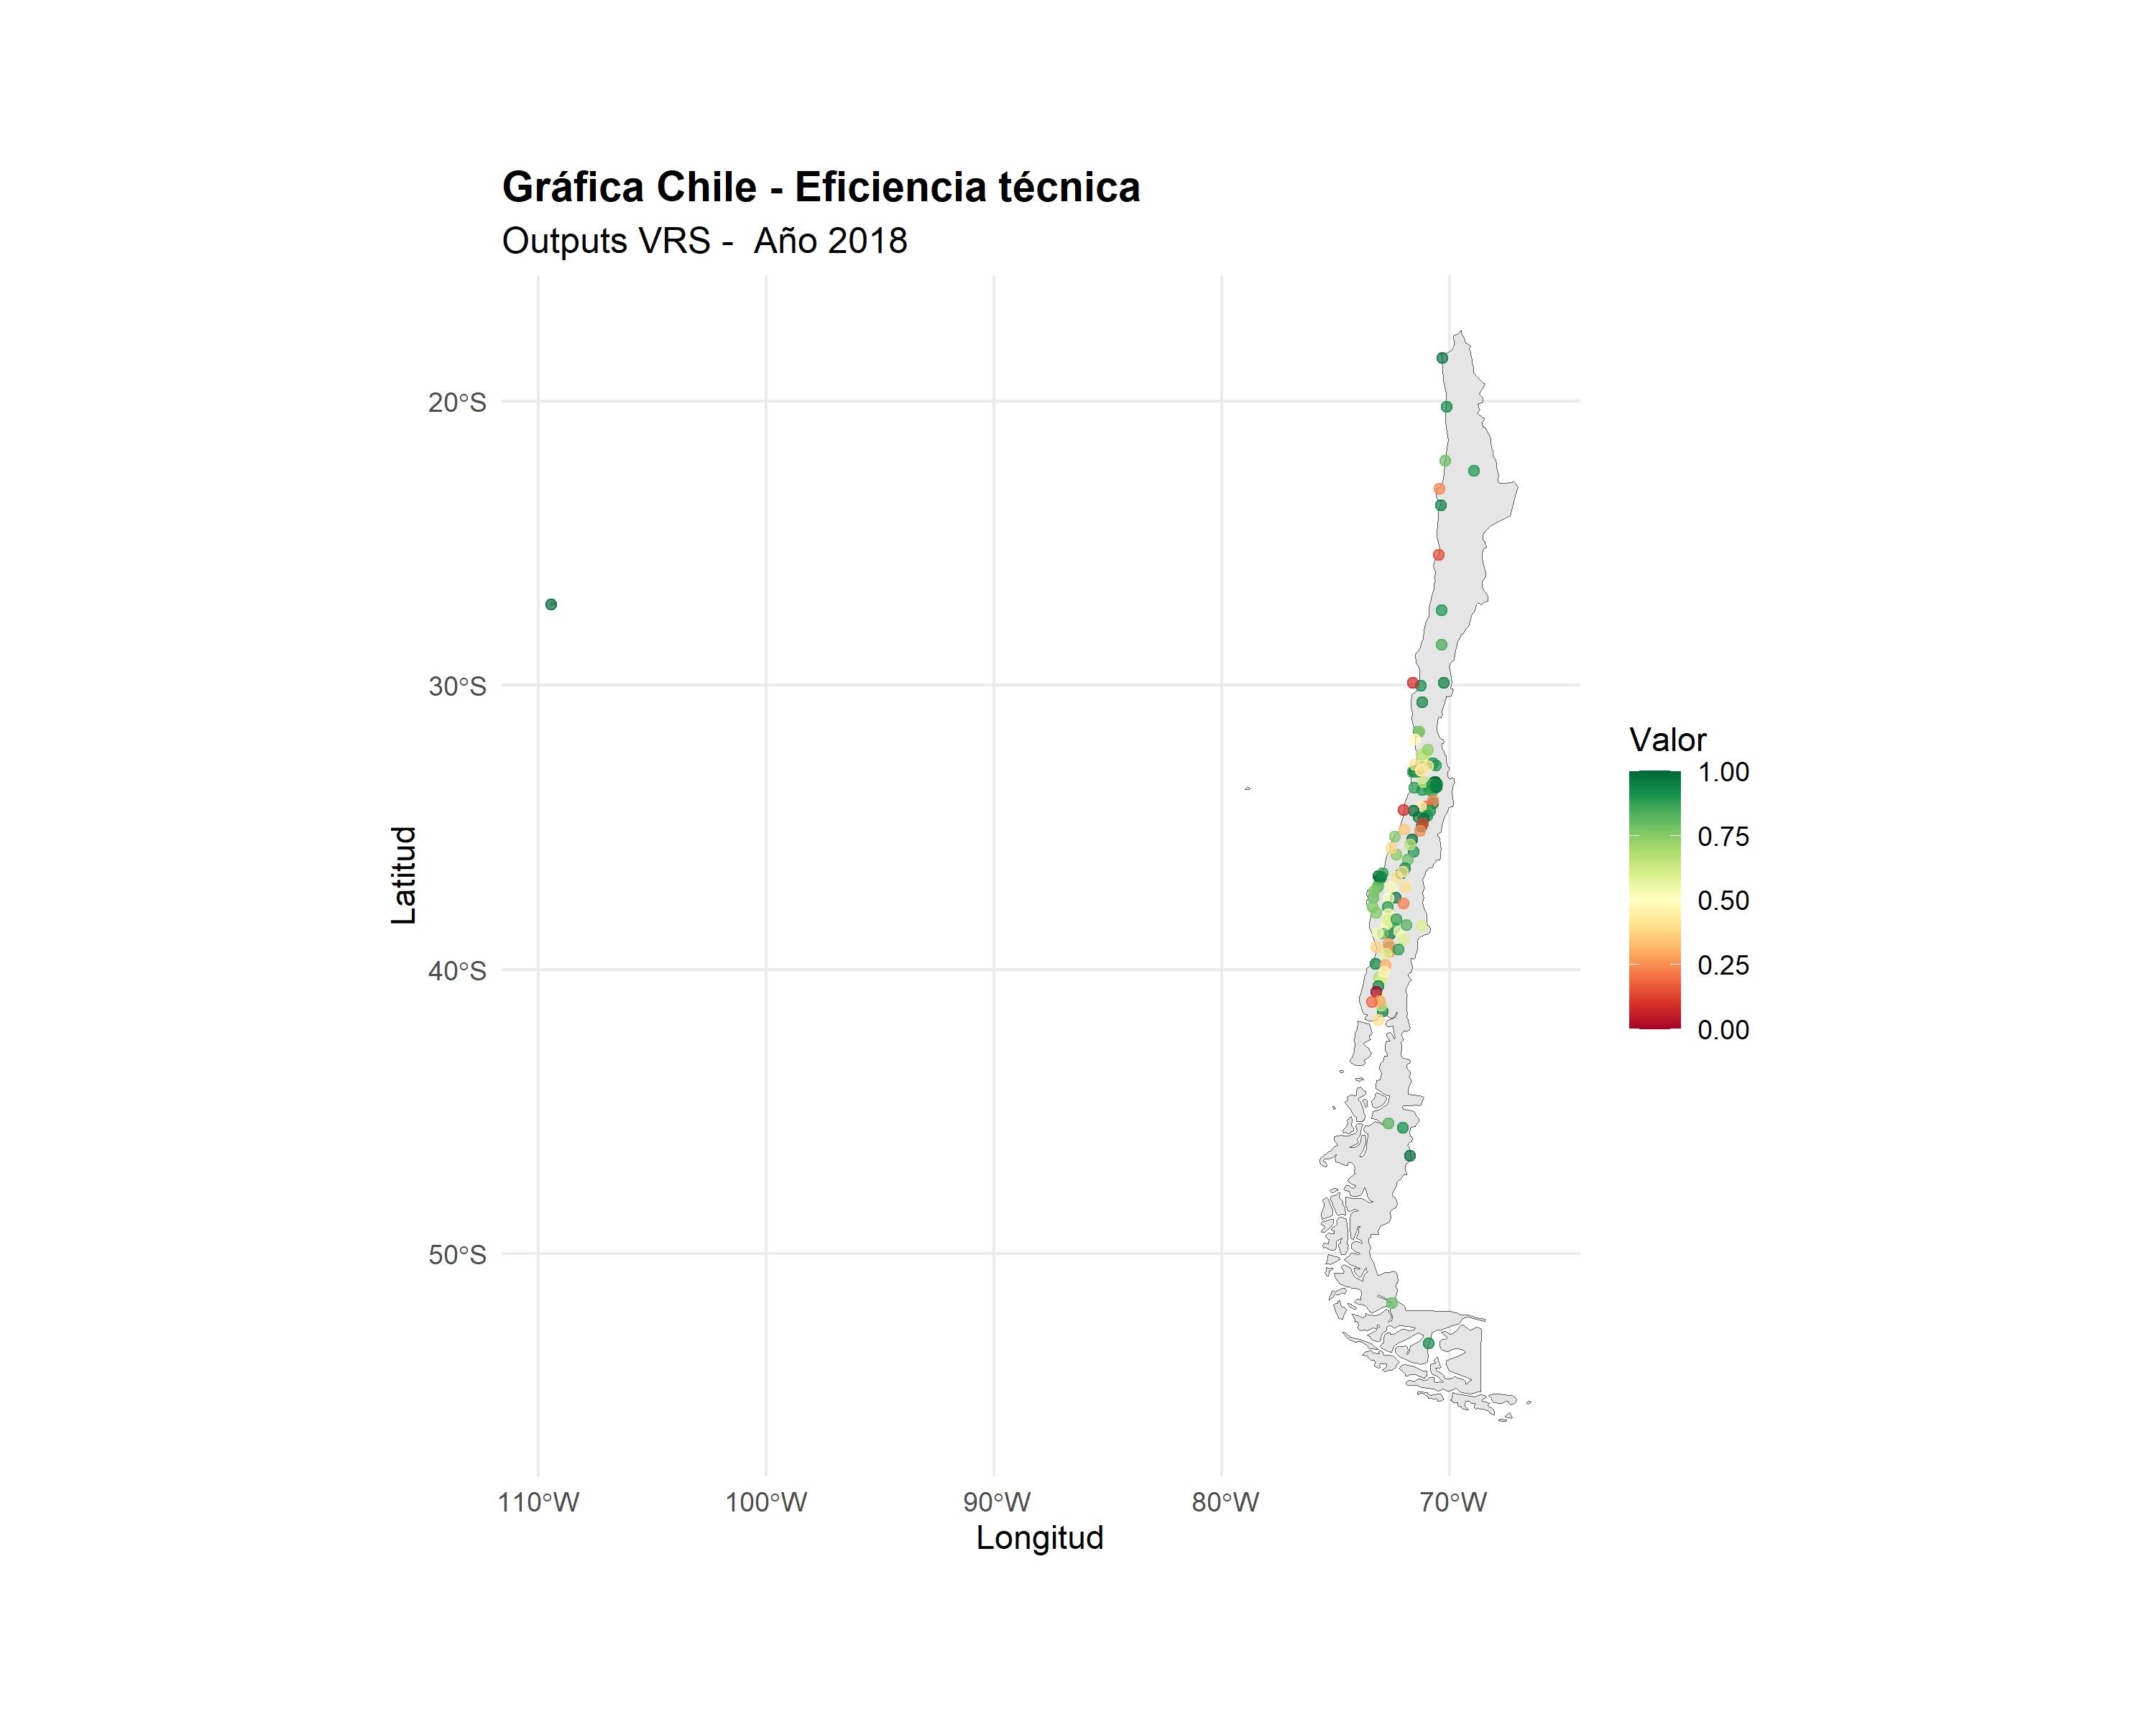 Gráfica Chile - Eficiencia técnica
Outputs VRS -  Año 2018
20°S
30°S
40°S
50°S
Latitud
110°W
100°W
90°W
80°W
70°W
Longitud
Valor
1.00
0.75
0.50
0.25
0.00